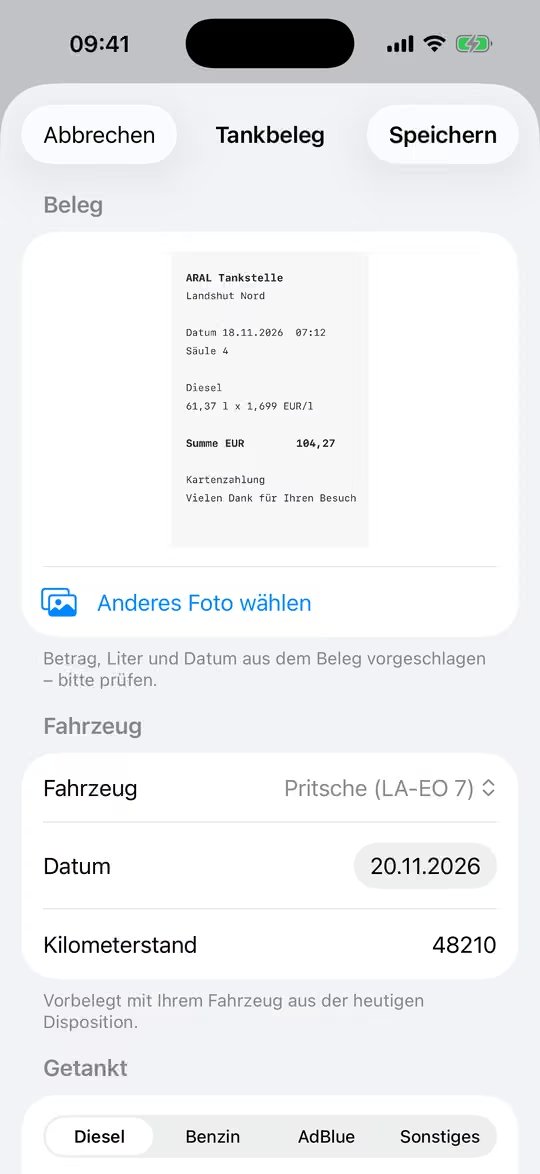 09:41
Abbrechen
Tankbeleg
Speichern
Beleg
ARAL Tankstelle
Landshut Nord
Datum 18.11.2026 07:12
Säule 4
Diesel
61,37 l x 1,699 EUR/l
Summe EUR 104,27
Kartenzahlung
Vielen Dank für Ihren Besuch
Anderes Foto wählen
Betrag, Liter und Datum aus dem Beleg vorgeschlagen
– bitte prüfen.
Fahrzeug
Fahrzeug Pritsche (LA-EO 7)
Datum 20.11.2026
Kilometerstand 48210
Vorbelegt mit Ihrem Fahrzeug aus der heutigen
Disposition.
Getankt
Diesel Benzin AdBlue Sonstiges